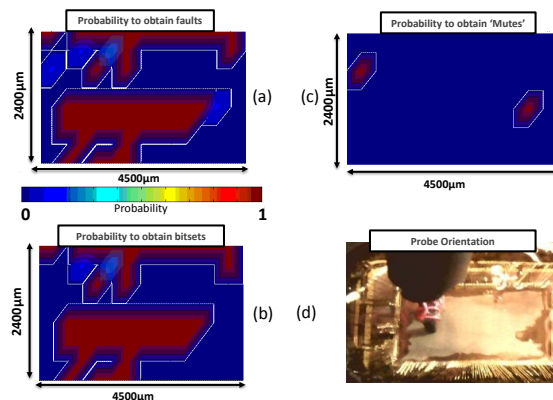 Probability to obtain faults
2400µm
4500µm
(a)
Probability to obtain 'Mutes'
2400µm
4500µm
(c)
0
Probability
1
Probability to obtain bitsets
2400µm
4500µm
(b)
Probe Orientation
(d)